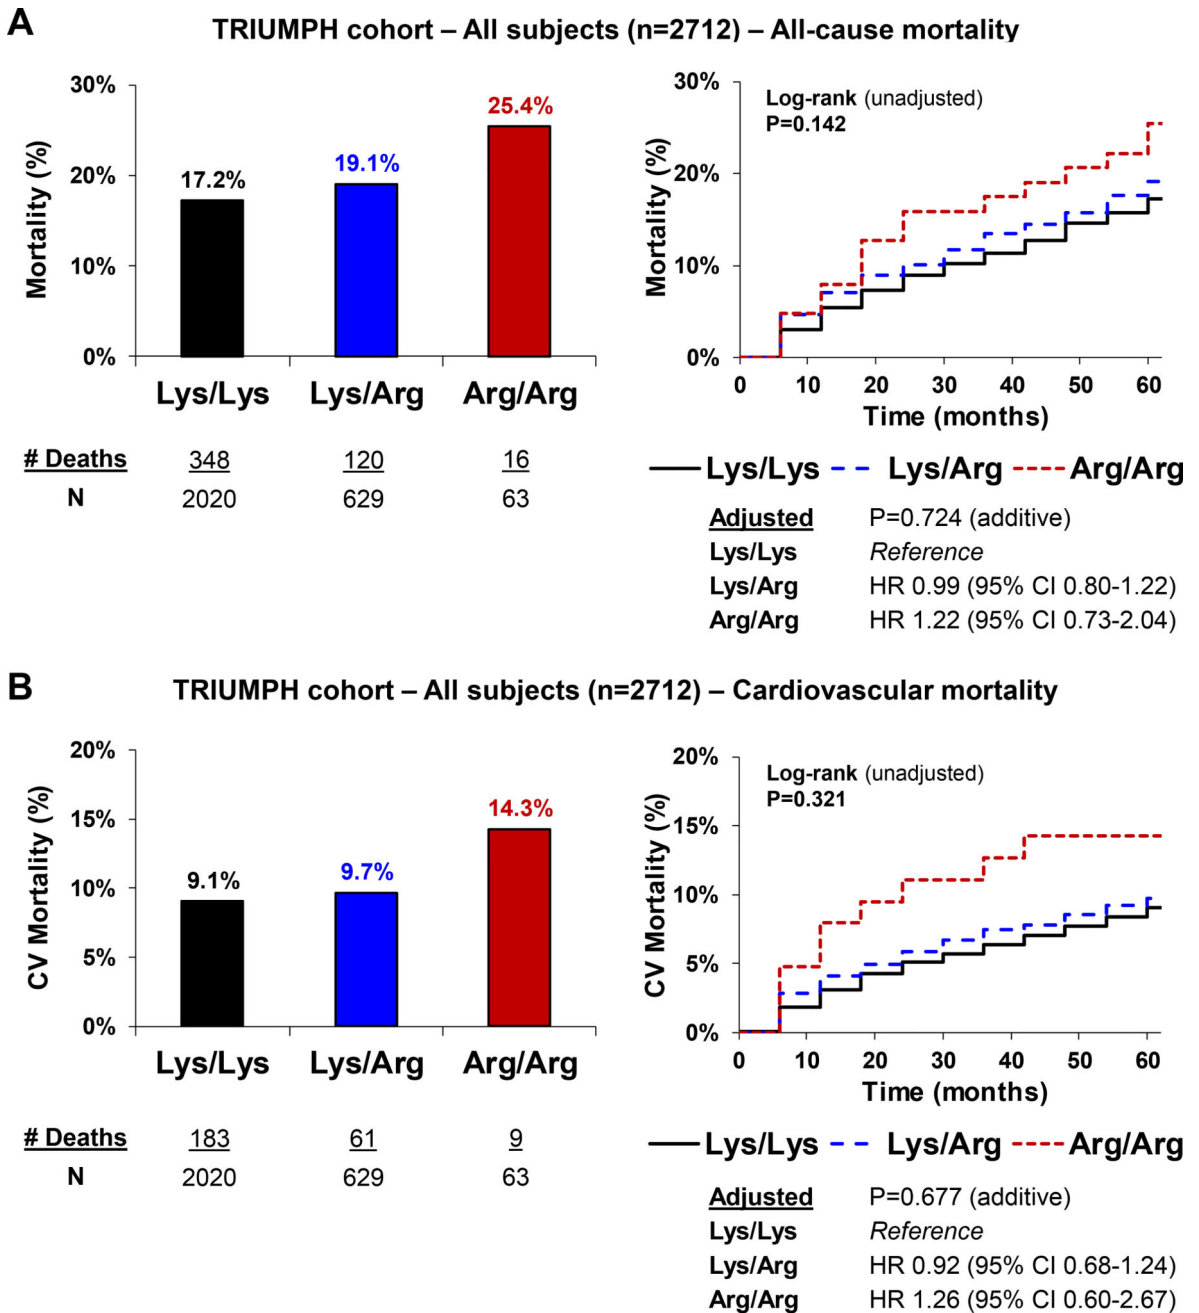 A
TRIUMPH cohort – All subjects (n=2712) – All-cause mortality
Mortality (%)
30%
20%
10%
0%
17.2%
19.1%
25.4%
Lys/Lys Lys/Arg Arg/Arg
# Deaths 348 120 16
N 2020 629 63
Mortality (%)
30%
20%
10%
0%
Log-rank (unadjusted)
P=0.142
0 10 20 30 40 50 60
Time (months)
Lys/Lys Lys/Arg Arg/Arg
Adjusted P=0.724 (additive)
Lys/Lys Reference
Lys/Arg HR 0.99 (95% CI 0.80-1.22)
Arg/Arg HR 1.22 (95% CI 0.73-2.04)
B
TRIUMPH cohort – All subjects (n=2712) – Cardiovascular mortality
CV Mortality (%)
20%
15%
10%
5%
0%
9.1%
9.7%
14.3%
Lys/Lys Lys/Arg Arg/Arg
# Deaths 183 61 9
N 2020 629 63
CV Mortality (%)
20%
15%
10%
5%
0%
Log-rank (unadjusted)
P=0.321
0 10 20 30 40 50 60
Time (months)
Lys/Lys Lys/Arg Arg/Arg
Adjusted P=0.677 (additive)
Lys/Lys Reference
Lys/Arg HR 0.92 (95% CI 0.68-1.24)
Arg/Arg HR 1.26 (95% CI 0.60-2.67)